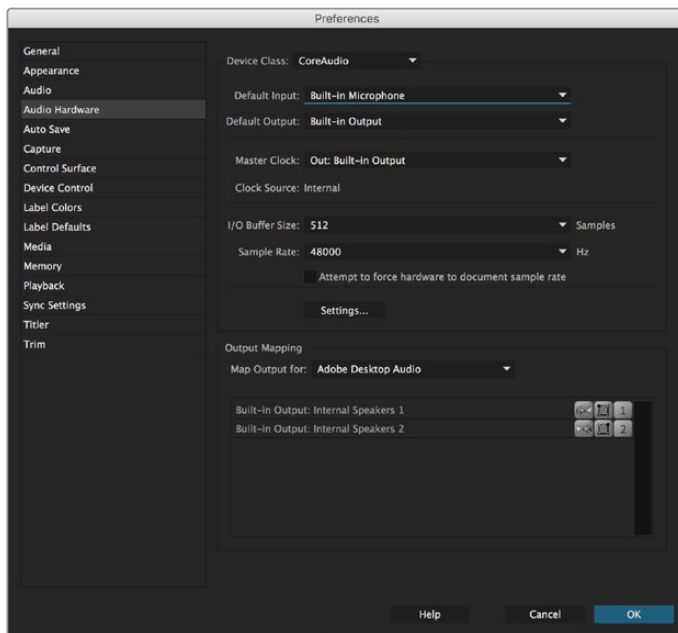 Preferences
General
Appearance
Audio
Audio Hardware
Auto Save
Capture
Control Surface
Device Control
Label Colors
Label Defaults
Media
Memory
Playback
Sync Settings
Titler
Trim
Device Class: CoreAudio
Default Input: Built-in Microphone
Default Output: Built-in Output
Master Clock: Out: Built-in Output
Clock Source: Internal
I/O Buffer Size: 512 Samples
Sample Rate: 48000 Hz
Attempt to force hardware to document sample rate
Settings...
Output Mapping
Map Output for: Adobe Desktop Audio
Built-in Output: Internal Speakers 1 1
Built-in Output: Internal Speakers 2 2
Help Cancel OK